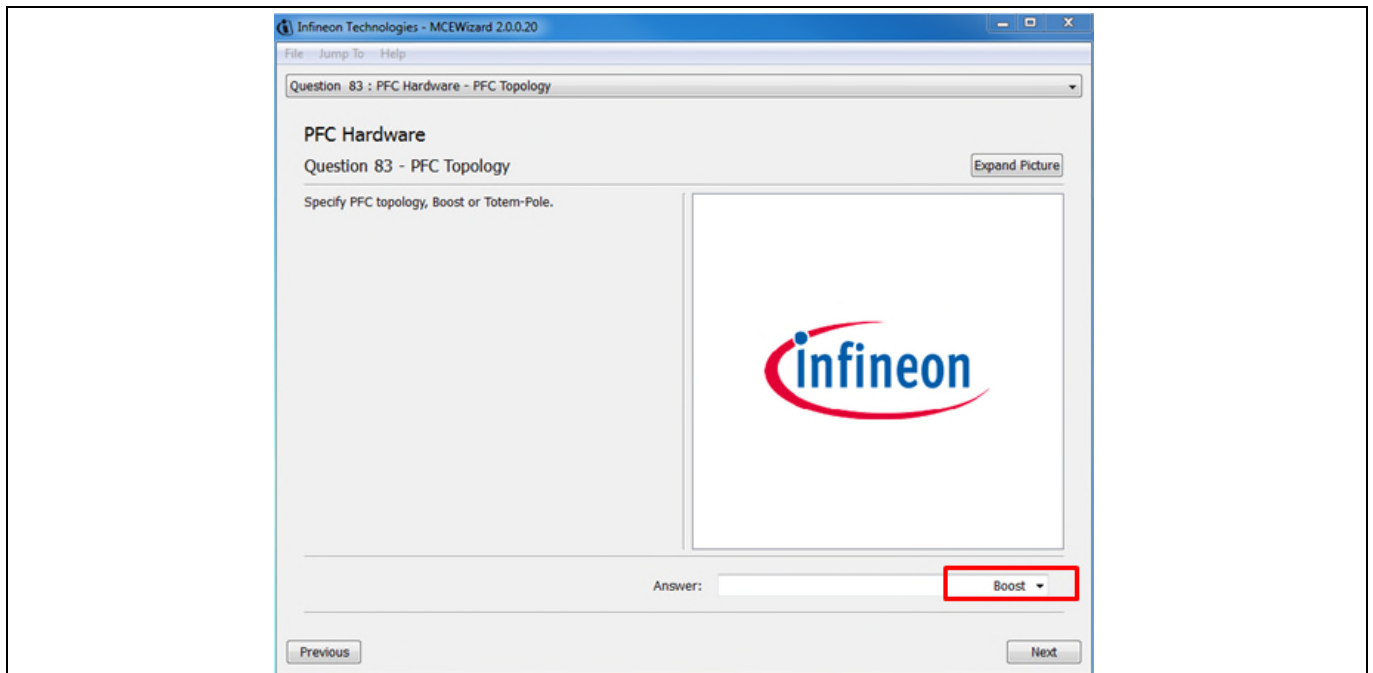 Infineon Technologies - MCEWizard 2.0.0.20
File Jump To Help
Question 83 : PFC Hardware - PFC Topology
PFC Hardware
Question 83 - PFC Topology
Expand Picture
Specify PFC topology, Boost or Totem-Pole.
infineon
Answer: Boost
Previous Next